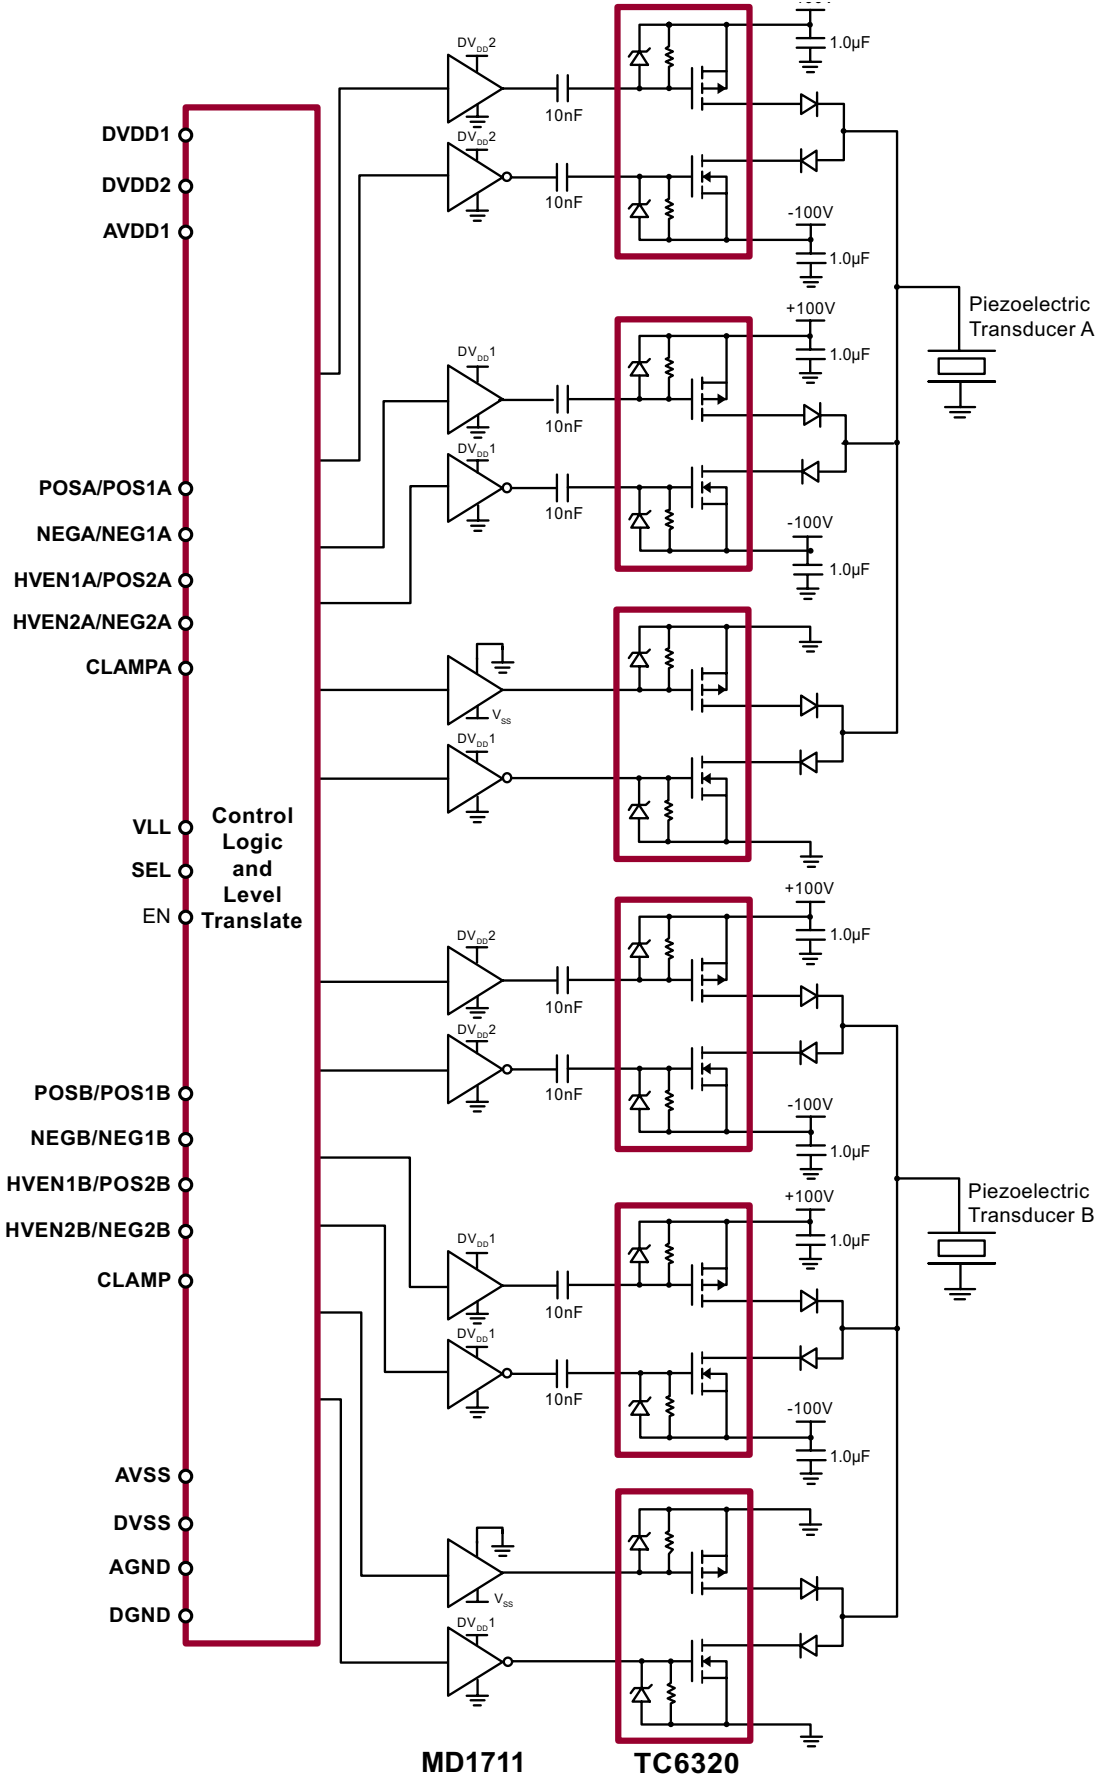 DVDD1
DVDD2
AVDD1
POSA/POS1A
NEGA/NEG1A
HVEN1A/POS2A
HVEN2A/NEG2A
CLAMPA
VLL
SEL
EN
POSB/POS1B
NEGB/NEG1B
HVEN1B/POS2B
HVEN2B/NEG2B
CLAMP
AVSS
DVSS
AGND
DGND
Control
Logic
and
Level
Translate
DVDD2
10nF
1.0µF
DVDD2
10nF
-100V
1.0µF
Piezoelectric
Transducer A
+100V
DVDD1
10nF
1.0µF
DVDD1
10nF
-100V
1.0µF
VSS
DVDD1
+100V
DVDD2
10nF
1.0µF
DVDD2
10nF
-100V
1.0µF
Piezoelectric
Transducer B
+100V
DVDD1
10nF
1.0µF
DVDD1
10nF
-100V
1.0µF
VSS
DVDD1
MD1711
TC6320